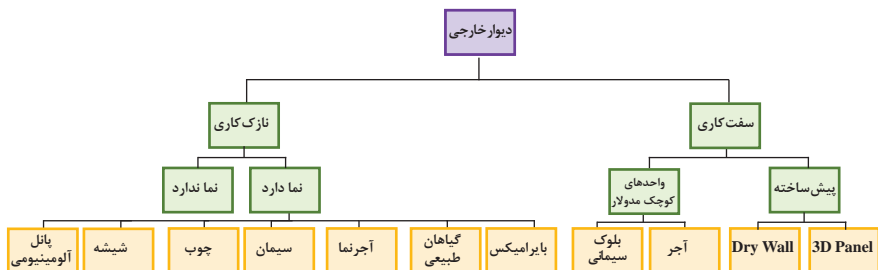 دیوار خارجی
سفت‌کاری
نازک‌کاری
پیش‌ساخته
واحدهای
کوچک مدولار
نما دارد
نما ندارد
3D Panel
Dry Wall
آجر
بلوک
سیمانی
بایرامیکس
گیاهان
طبیعی
آجرنما
سیمان
چوب
شیشه
پانل
آلومینیومی